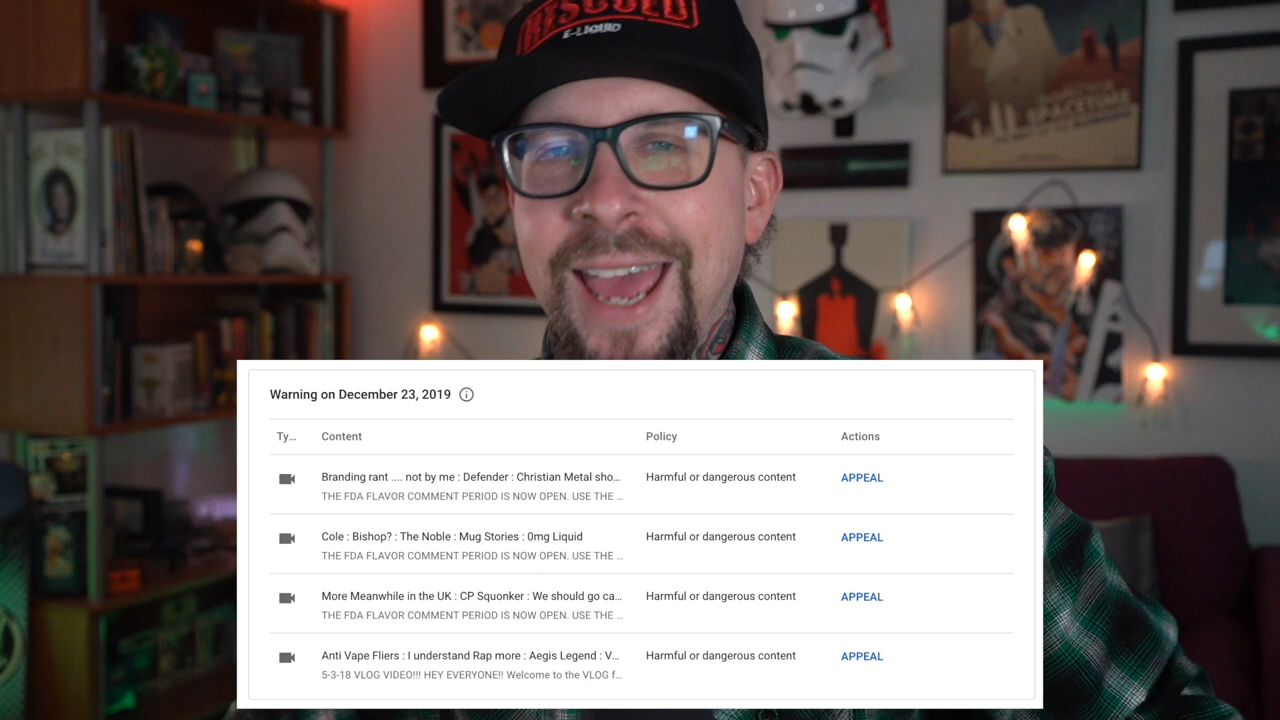 RESCUED
E-LIQUID
SPACETIME
Warning on December 23, 2019
Ty... Content Policy Actions
Branding rant .... not by me : Defender : Christian Metal sho... Harmful or dangerous content APPEAL
THE FDA FLAVOR COMMENT PERIOD IS NOW OPEN. USE THE ...
Cole : Bishop? : The Noble : Mug Stories : 0mg Liquid Harmful or dangerous content APPEAL
THE FDA FLAVOR COMMENT PERIOD IS NOW OPEN. USE THE ...
More Meanwhile in the UK : CP Squonker : We should go ca... Harmful or dangerous content APPEAL
THE FDA FLAVOR COMMENT PERIOD IS NOW OPEN. USE THE ...
Anti Vape Fliers : I understand Rap more : Aegis Legend : V... Harmful or dangerous content APPEAL
5-3-18 VLOG VIDEO!!! HEY EVERYONE!! Welcome to the VLOG f...